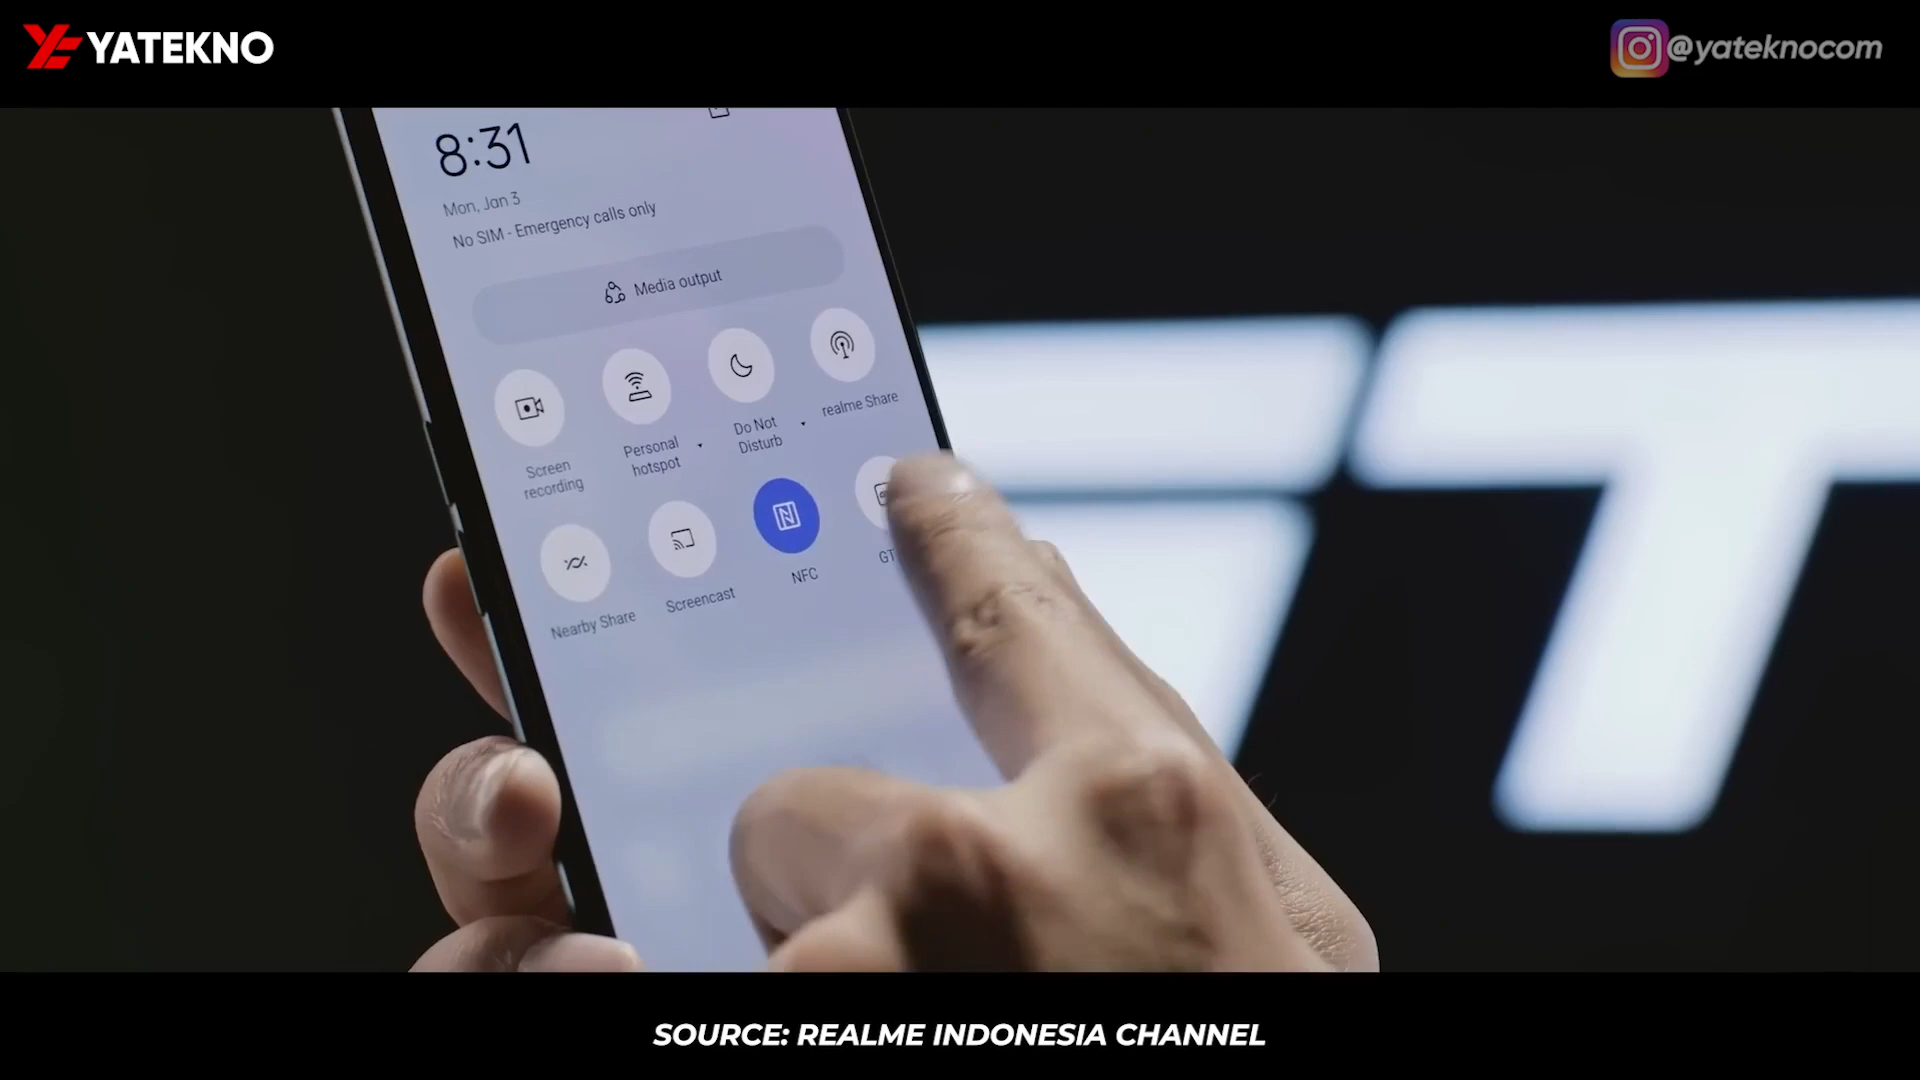 YATEKNO
@yateknocom
8:31
Mon, Jan 3
No SIM - Emergency calls only
Media output
Screen
recording
Personal
hotspot
Do Not
Disturb
realme Share
Nearby Share
Screencast
NFC
GT
SOURCE: REALME INDONESIA CHANNEL